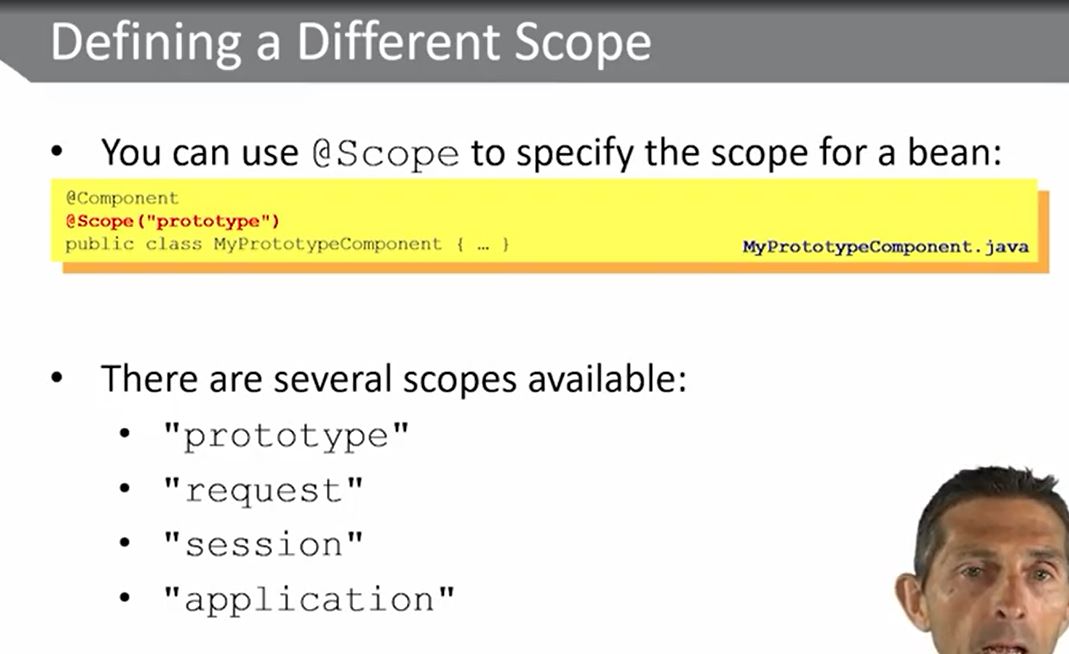 Defining a Different Scope
• You can use @Scope to specify the scope for a bean:
@Component
@Scope("prototype")
public class MyPrototypeComponent { … }
MyPrototypeComponent.java
• There are several scopes available:
• "prototype"
• "request"
• "session"
• "application"